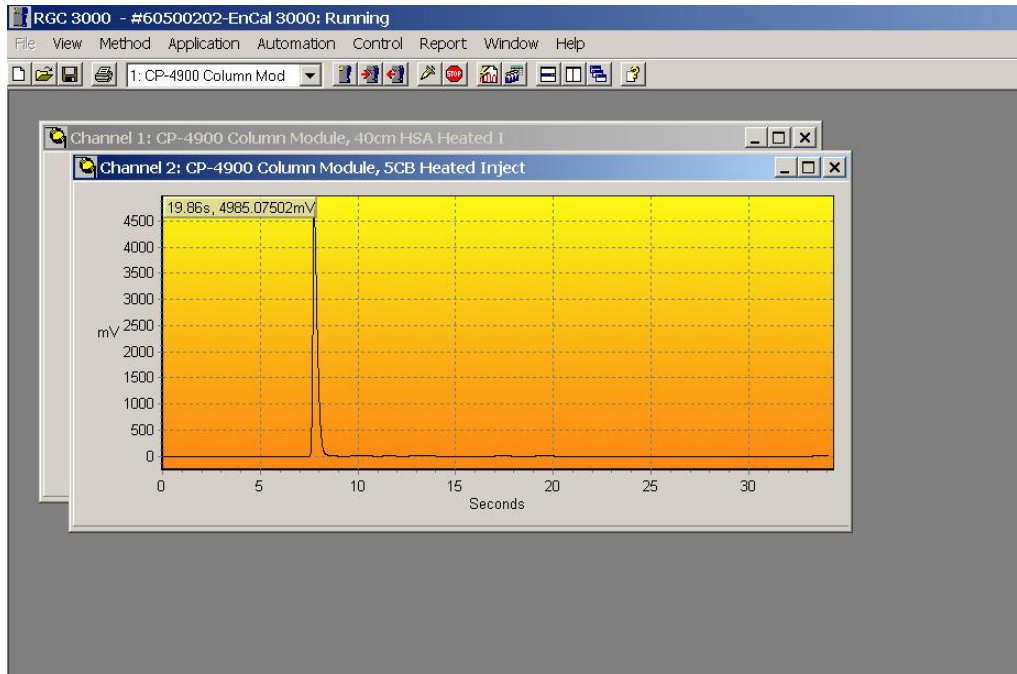 RGC 3000 - #60500202-EnCal 3000: Running
File View Method Application Automation Control Report Window Help
1: CP-4900 Column Mod
STOP
Channel 1: CP-4900 Column Module, 40cm HSA Heated I
Channel 2: CP-4900 Column Module, 5CB Heated Inject
19.86s, 4985.07502mV
4500
4000
3500
3000
mV 2500
2000
1500
1000
500
0
0 5 10 15 20 25 30
Seconds